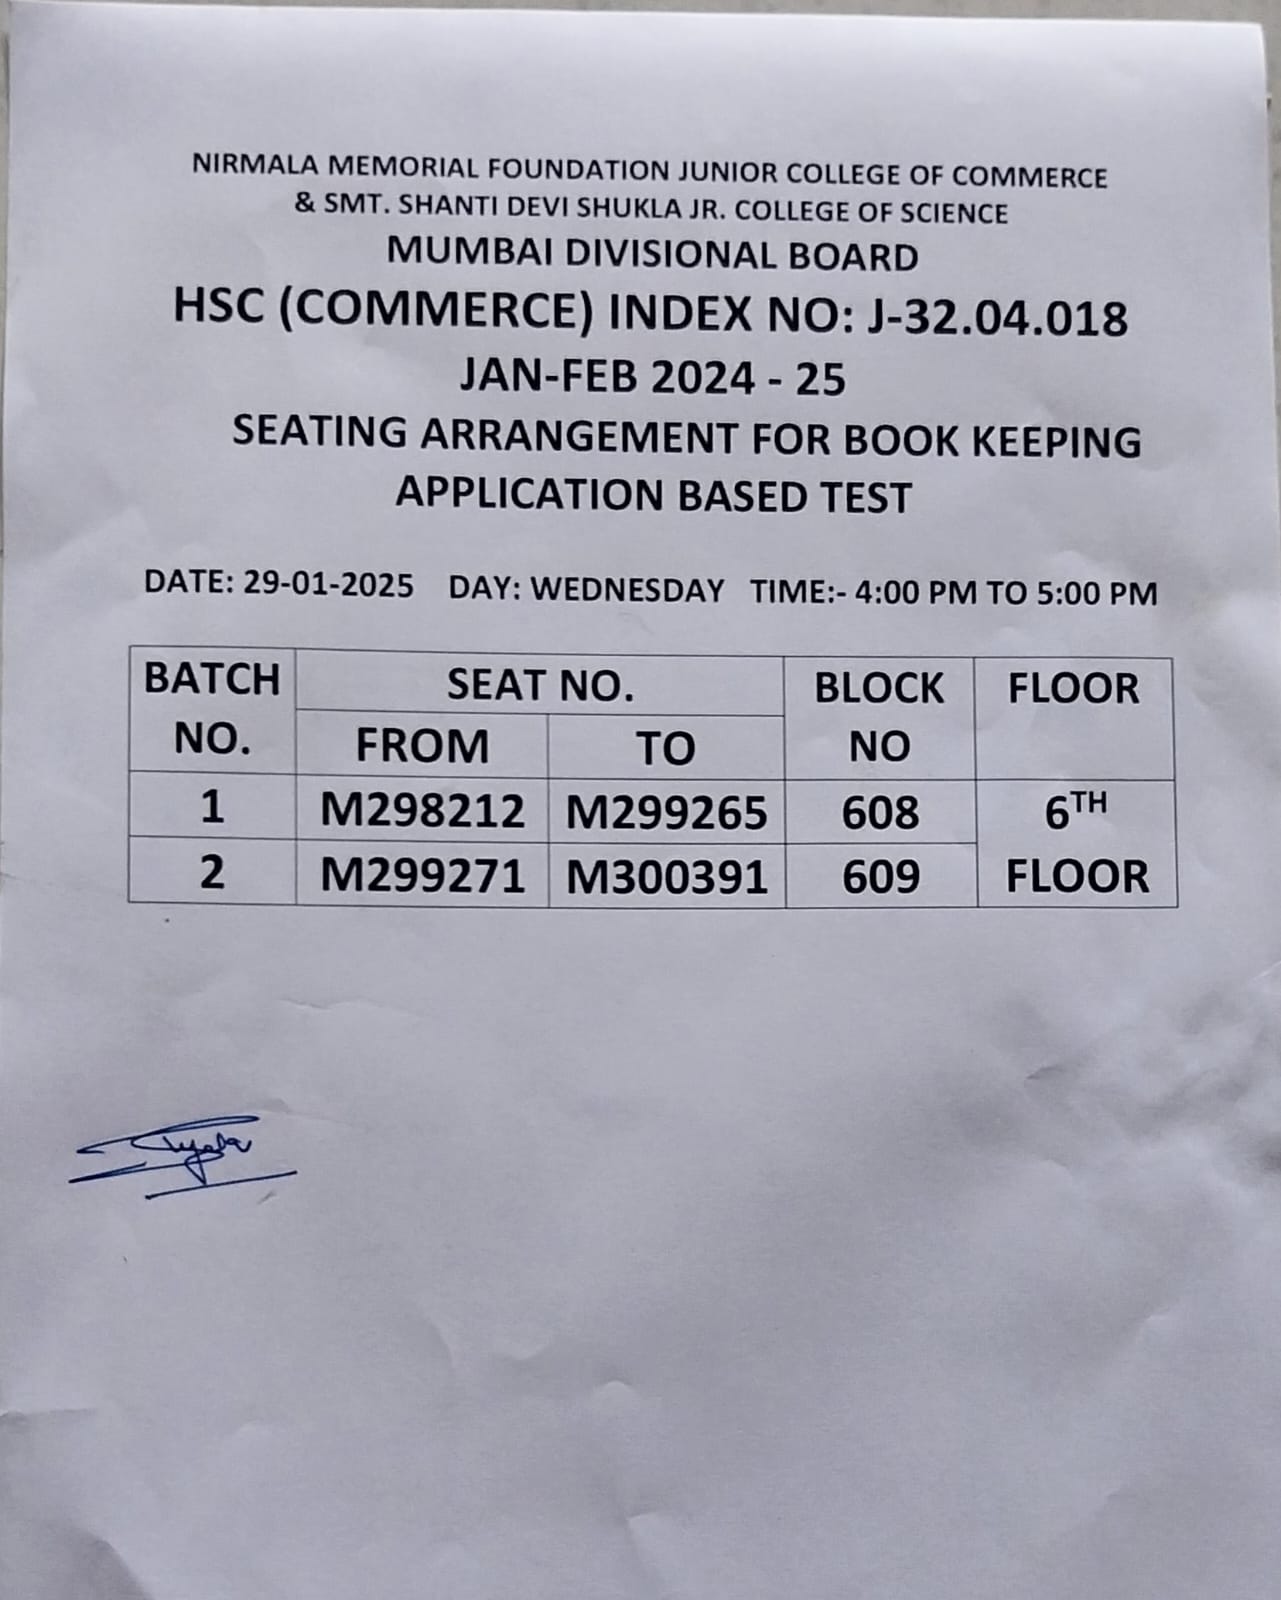 NIRMALA MEMORIAL FOUNDATION JUNIOR COLLEGE OF COMMERCE
& SMT. SHANTI DEVI SHUKLA JR. COLLEGE OF SCIENCE
MUMBAI DIVISIONAL BOARD
HSC (COMMERCE) INDEX NO: J-32.04.018
JAN-FEB 2024 - 25
SEATING ARRANGEMENT FOR BOOK KEEPING
APPLICATION BASED TEST
DATE: 29-01-2025 DAY: WEDNESDAY TIME:- 4:00 PM TO 5:00 PM
BATCH NO. SEAT NO. BLOCK NO FLOOR
FROM TO
1 M298212 M299265 608 6TH FLOOR
2 M299271 M300391 609